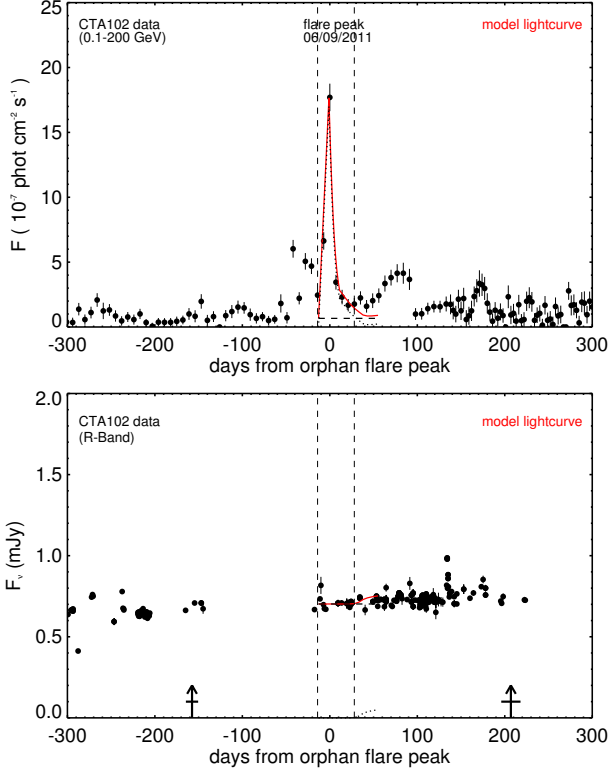 25
20
15
10
5
0
F ( 10⁻⁷ phot cm⁻² s⁻¹ )
CTA102 data
(0.1-200 GeV)
flare peak
06/09/2011
model lightcurve
-300 -200 -100 0 100 200 300
days from orphan flare peak
2.0
1.5
1.0
0.5
0.0
Fᵥ (mJy)
CTA102 data
(R-Band)
model lightcurve
-300 -200 -100 0 100 200 300
days from orphan flare peak